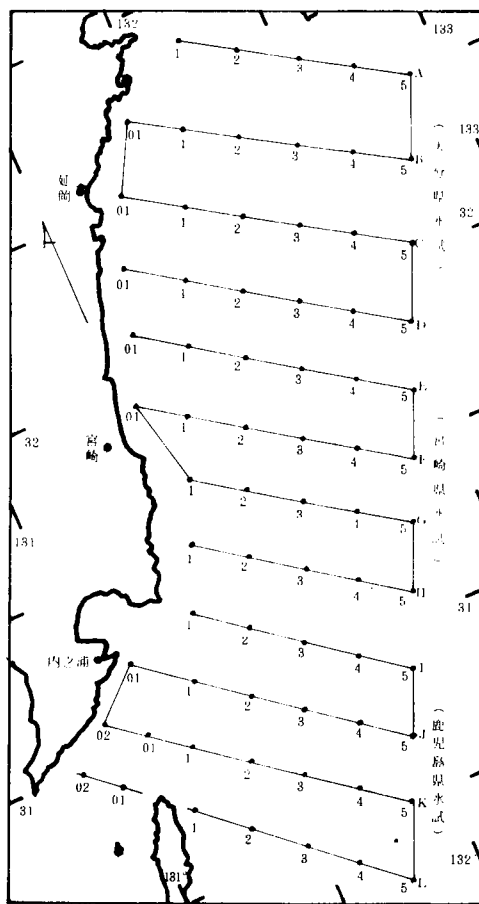 132
133
1 2 3 4 5 A
01 1 2 3 4 5 B
133
延岡
01 1 2 3 4 5 C
32
01 1 2 3 4 5 D
01 1 2 3 4 5 E
01 1 2 3 4 5 F
32
宮崎
(宮崎県水試)
1 2 3 4 5 G
131
1 2 3 4 5 H
31
1 2 3 4 5 I
内之浦
01 1 2 3 4 5 J
(鹿児島県水試)
02 01 1 2 3 4 5 K
31
02 01 1 2 3 4 5 L
131
132